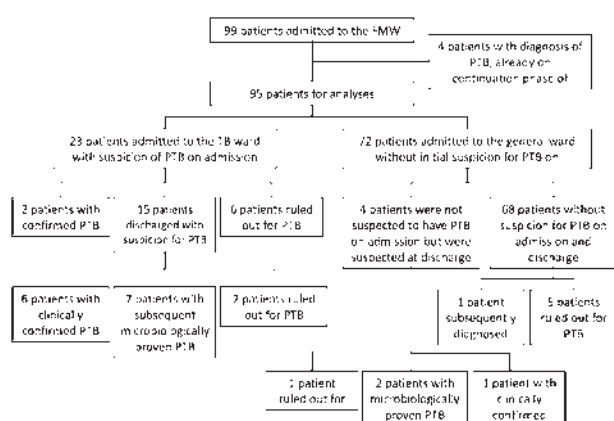 99 patients admitted to the FMW
4 patients with diagnosis of
PTB, already on
continuation phase of
95 patients for analyses
23 patients admitted to the TB ward
with suspicion of PTB on admission
72 patients admitted to the general ward
without initial suspicion for PTB on
2 patients with
confirmed PTB
15 patients
discharged with
suspicion for PTB
6 patients ruled
out for PTB
4 patients were not
suspected to have PTB
on admission but were
suspected at discharge
68 patients without
suspicion for PTB on
admission and
discharge
6 patients with
clinically
confirmed PTB
7 patients with
subsequent
microbiologically
proven PTB
2 patients ruled
out for PTB
1 patient
subsequently
diagnosed
5 patients
ruled out for
PTB
1 patient
ruled out for
2 patients with
microbiologically
proven PTB
1 patient with
clinically
confirmed